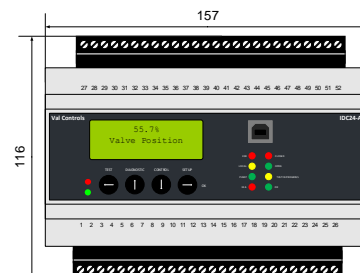 157
116
27 28 29 30 31 32 33 34 35 36 37 38 39 40 41 42 43 44 45 46 47 48 49 50 51 52
Val Controls IDC24-A
55.7%
Valve Position
TEST DIAGNOSTIC CONTROL SETUP
OK
1 2 3 4 5 6 7 8 9 10 11 12 13 14 15 16 17 18 19 20 21 22 23 24 25 26